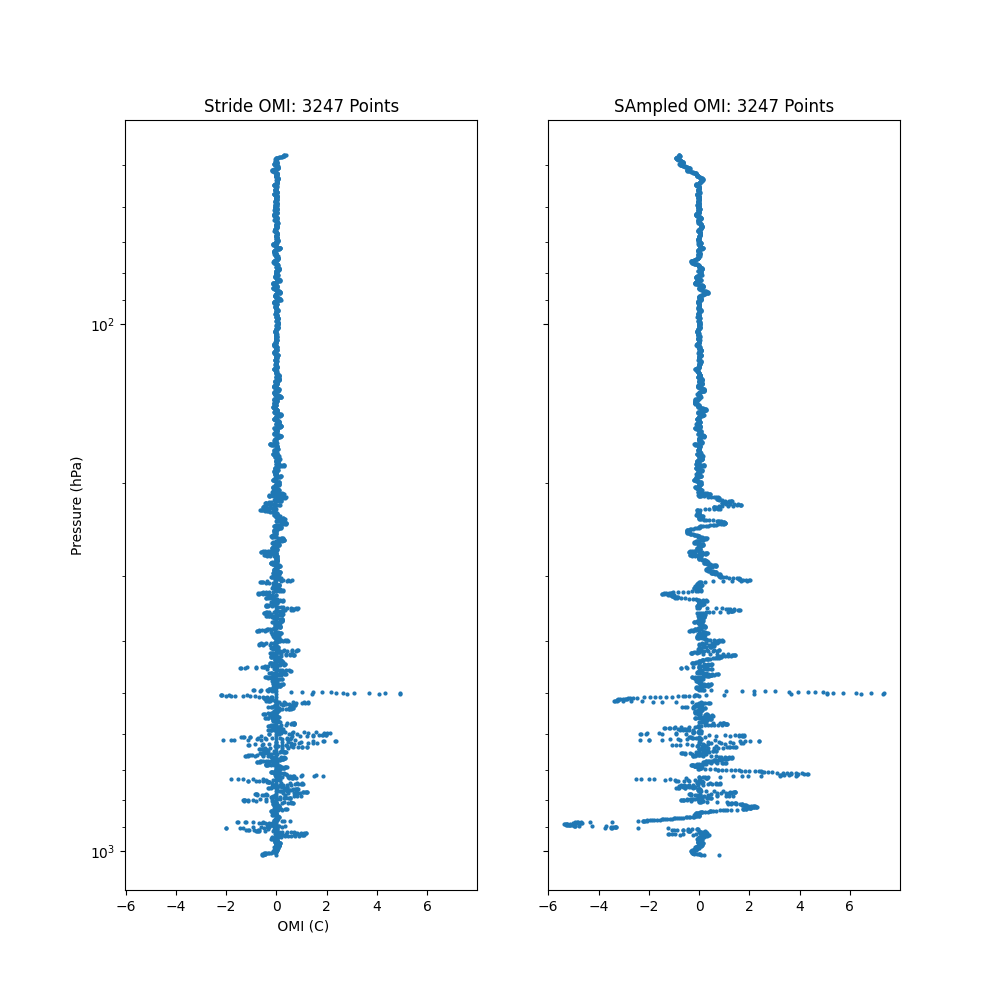 Stride OMI: 3247 Points
SAmpled OMI: 3247 Points
Pressure (hPa)
10²
10³
−6 −4 −2 0 2 4 6
−6 −4 −2 0 2 4 6
OMI (C)